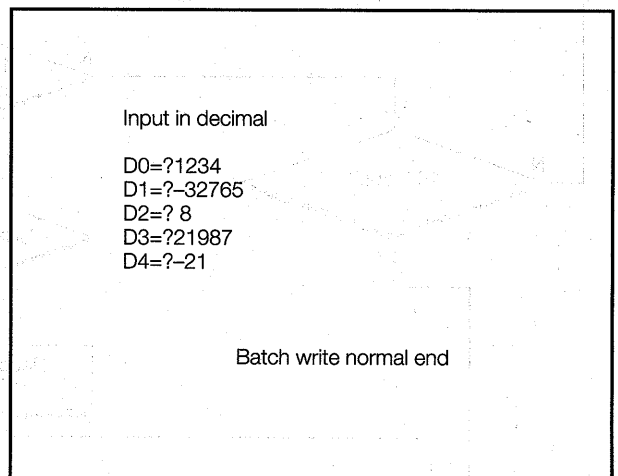 Input in decimal
D0=?1234
D1=?–32765
D2=? 8
D3=?21987
D4=?–21
Batch write normal end